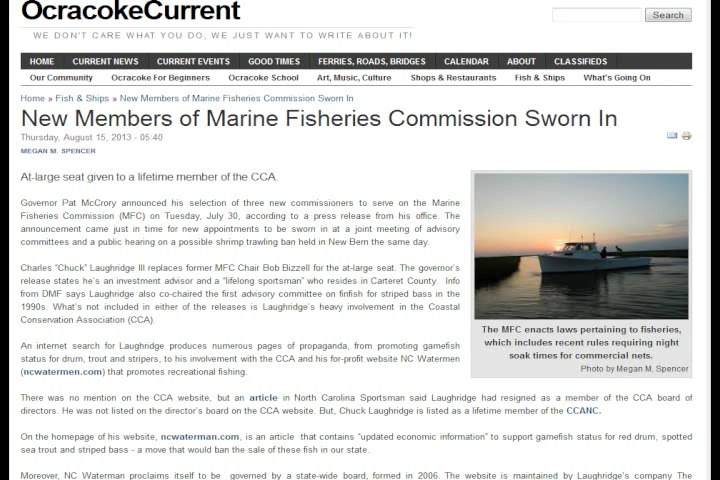 OcracokeCurrent
Search
WE DON'T CARE WHAT YOU DO, WE JUST WANT TO WRITE ABOUT IT!
HOME CURRENT NEWS CURRENT EVENTS GOOD TIMES FERRIES, ROADS, BRIDGES CALENDAR ABOUT CLASSIFIEDS
Our Community Ocracoke For Beginners Ocracoke School Art, Music, Culture Shops & Restaurants Fish & Ships What's Going On
Home » Fish & Ships » New Members of Marine Fisheries Commission Sworn In
New Members of Marine Fisheries Commission Sworn In
Thursday, August 15, 2013 - 05:40
MEGAN M. SPENCER
At-large seat given to a lifetime member of the CCA.
Governor Pat McCrory announced his selection of three new commissioners to serve on the Marine
Fisheries Commission (MFC) on Tuesday, July 30, according to a press release from his office. The
announcement came just in time for new appointments to be sworn in at a joint meeting of advisory
committees and a public hearing on a possible shrimp trawling ban held in New Bern the same day.
Charles "Chuck" Laughridge III replaces former MFC Chair Bob Bizzell for the at-large seat. The governor's
release states he's an investment advisor and a "lifelong sportsman" who resides in Carteret County. Info
from DMF says Laughridge also co-chaired the first advisory committee on finfish for striped bass in the
1990s. What's not included in either of the releases is Laughridge's heavy involvement in the Coastal
Conservation Association (CCA).
An internet search for Laughridge produces numerous pages of propaganda, from promoting gamefish
status for drum, trout and stripers, to his involvement with the CCA and his for-profit website NC Watermen
(ncwatermen.com) that promotes recreational fishing.
The MFC enacts laws pertaining to fisheries,
which includes recent rules requiring night
soak times for commercial nets.
Photo by Megan M, Spencer
There was no mention on the CCA website, but an article in North Carolina Sportsman said Laughridge had resigned as a member of the CCA board of
directors. He was not listed on the director's board on the CCA website. But, Chuck Laughridge is listed as a lifetime member of the CCANC.
On the homepage of his website, ncwaterman.com, is an article that contains "updated economic information" to support gamefish status for red drum, spotted
sea trout and striped bass - a move that would ban the sale of these fish in our state.
Moreover, NC Waterman proclaims itself to be governed by a state-wide board, formed in 2006. The website is maintained by Laughridge's company The